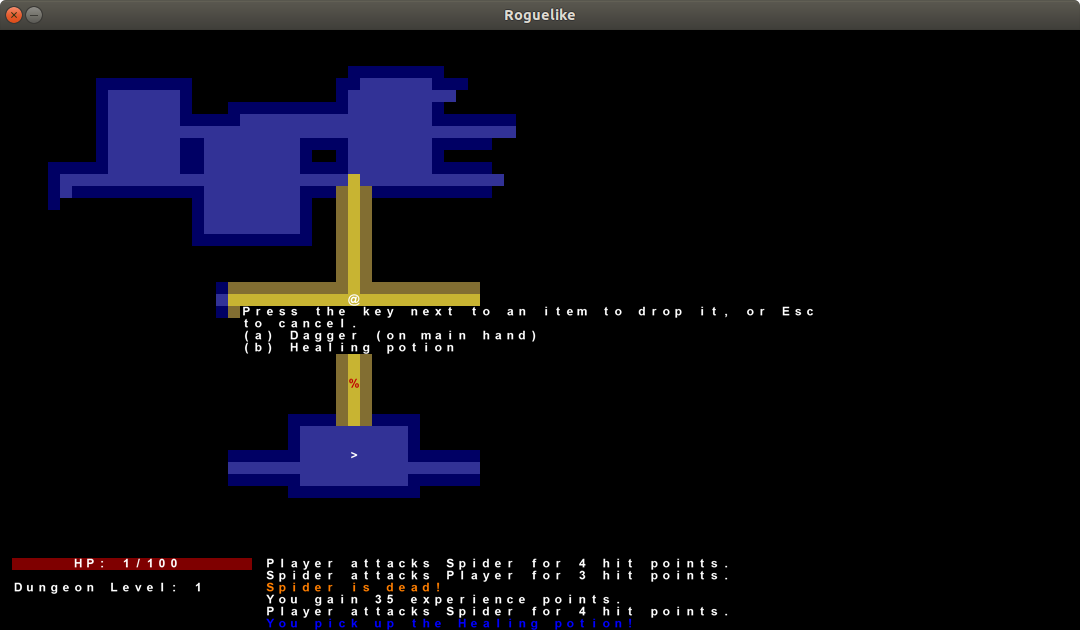 Roguelike
@
Press the key next to an item to drop it, or Esc
to cancel.
(a) Dagger (on main hand)
(b) Healing potion
%
>
HP: 1/100
Dungeon Level: 1
Player attacks Spider for 4 hit points.
Spider attacks Player for 3 hit points.
Spider is dead!
You gain 35 experience points.
Player attacks Spider for 4 hit points.
You pick up the Healing potion!